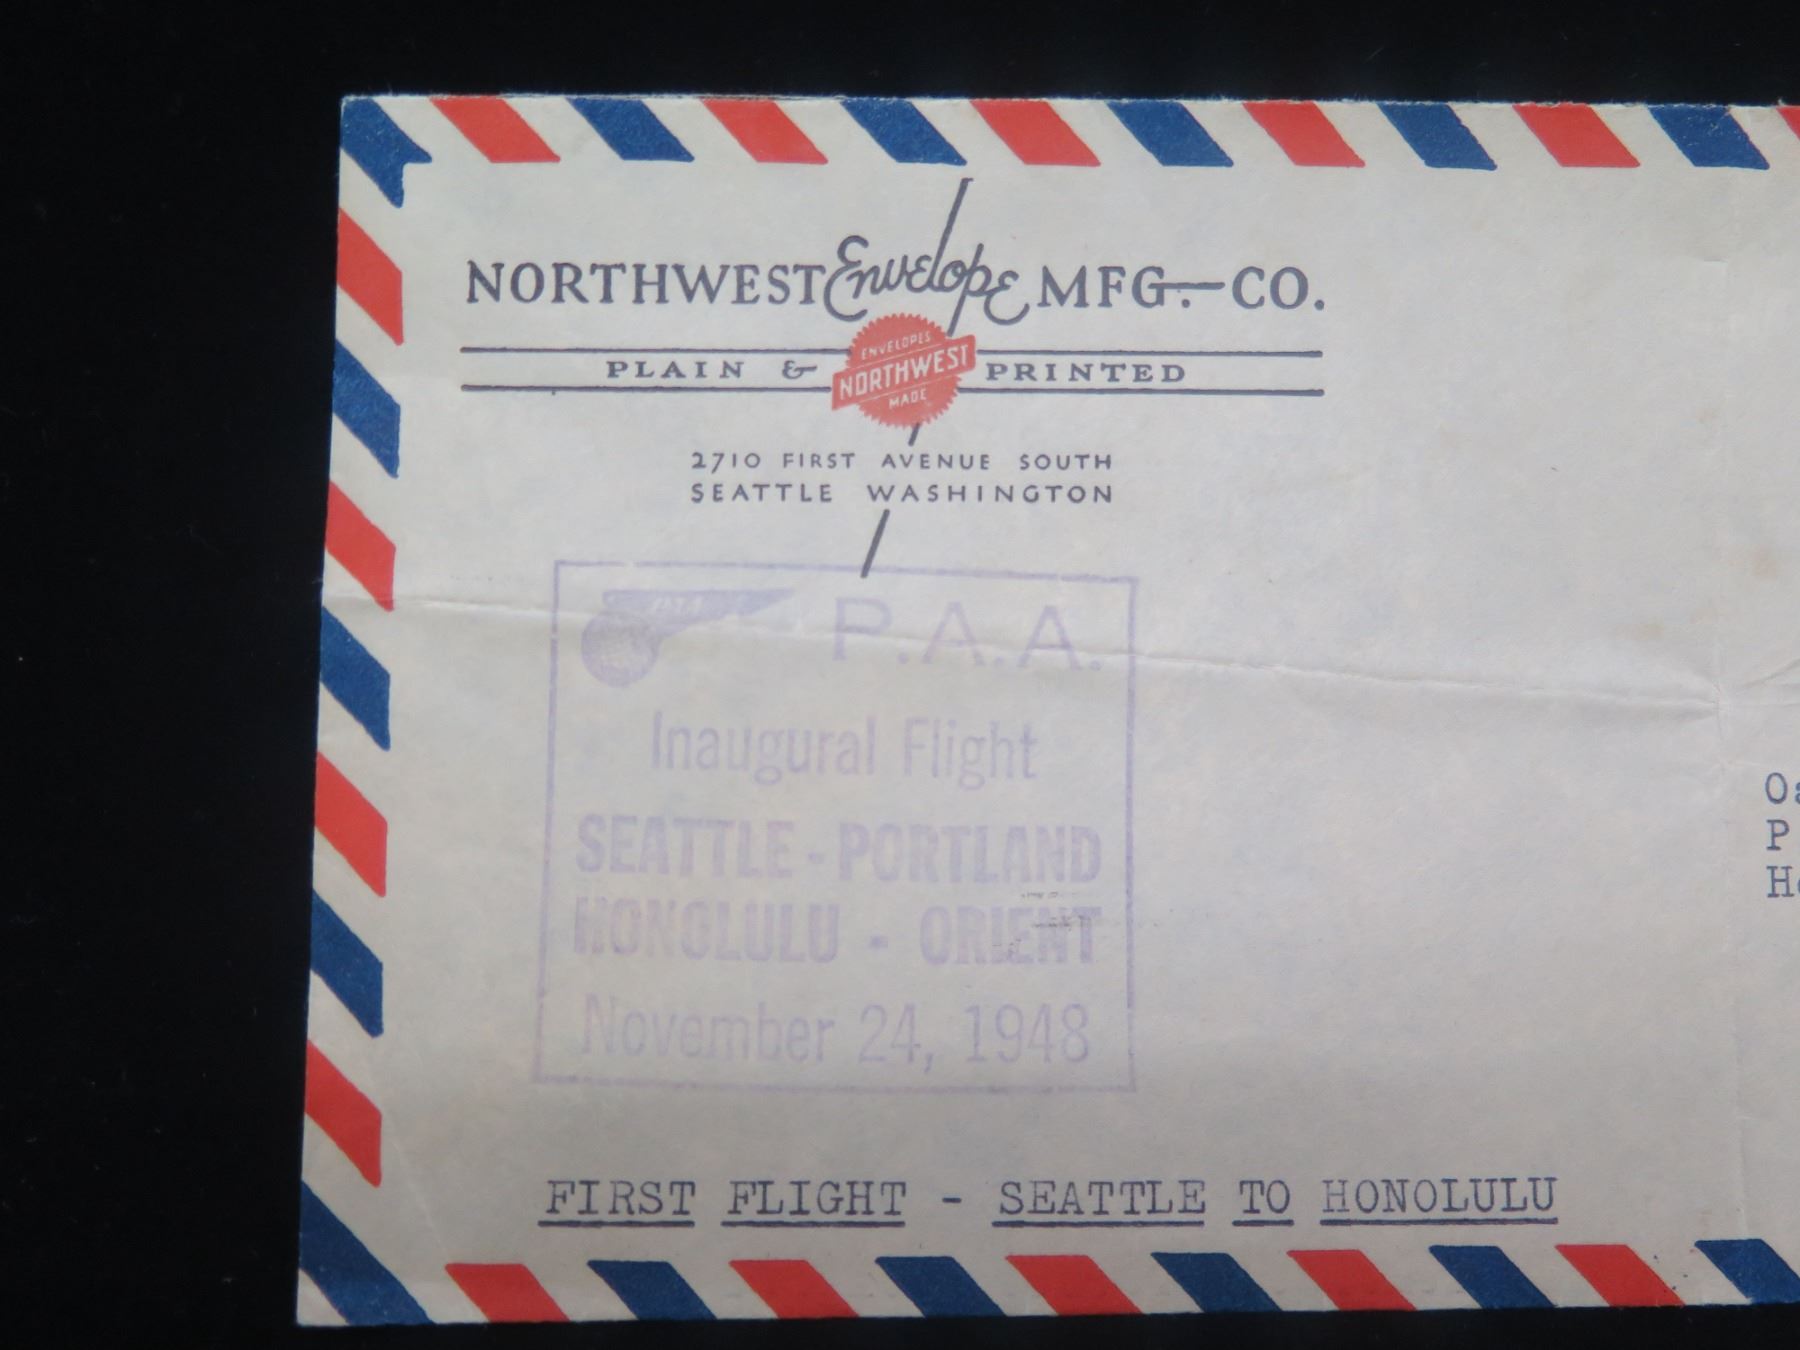 NORTHWEST Envelope MFG. CO.
PLAIN & PRINTED
ENVELOPES
NORTHWEST
MADE
2710 FIRST AVENUE SOUTH
SEATTLE WASHINGTON
P.A.A.
Inaugural Flight
SEATTLE - PORTLAND
HONOLULU - ORIENT
November 24, 1948
P
FIRST FLIGHT - SEATTLE TO HONOLULU